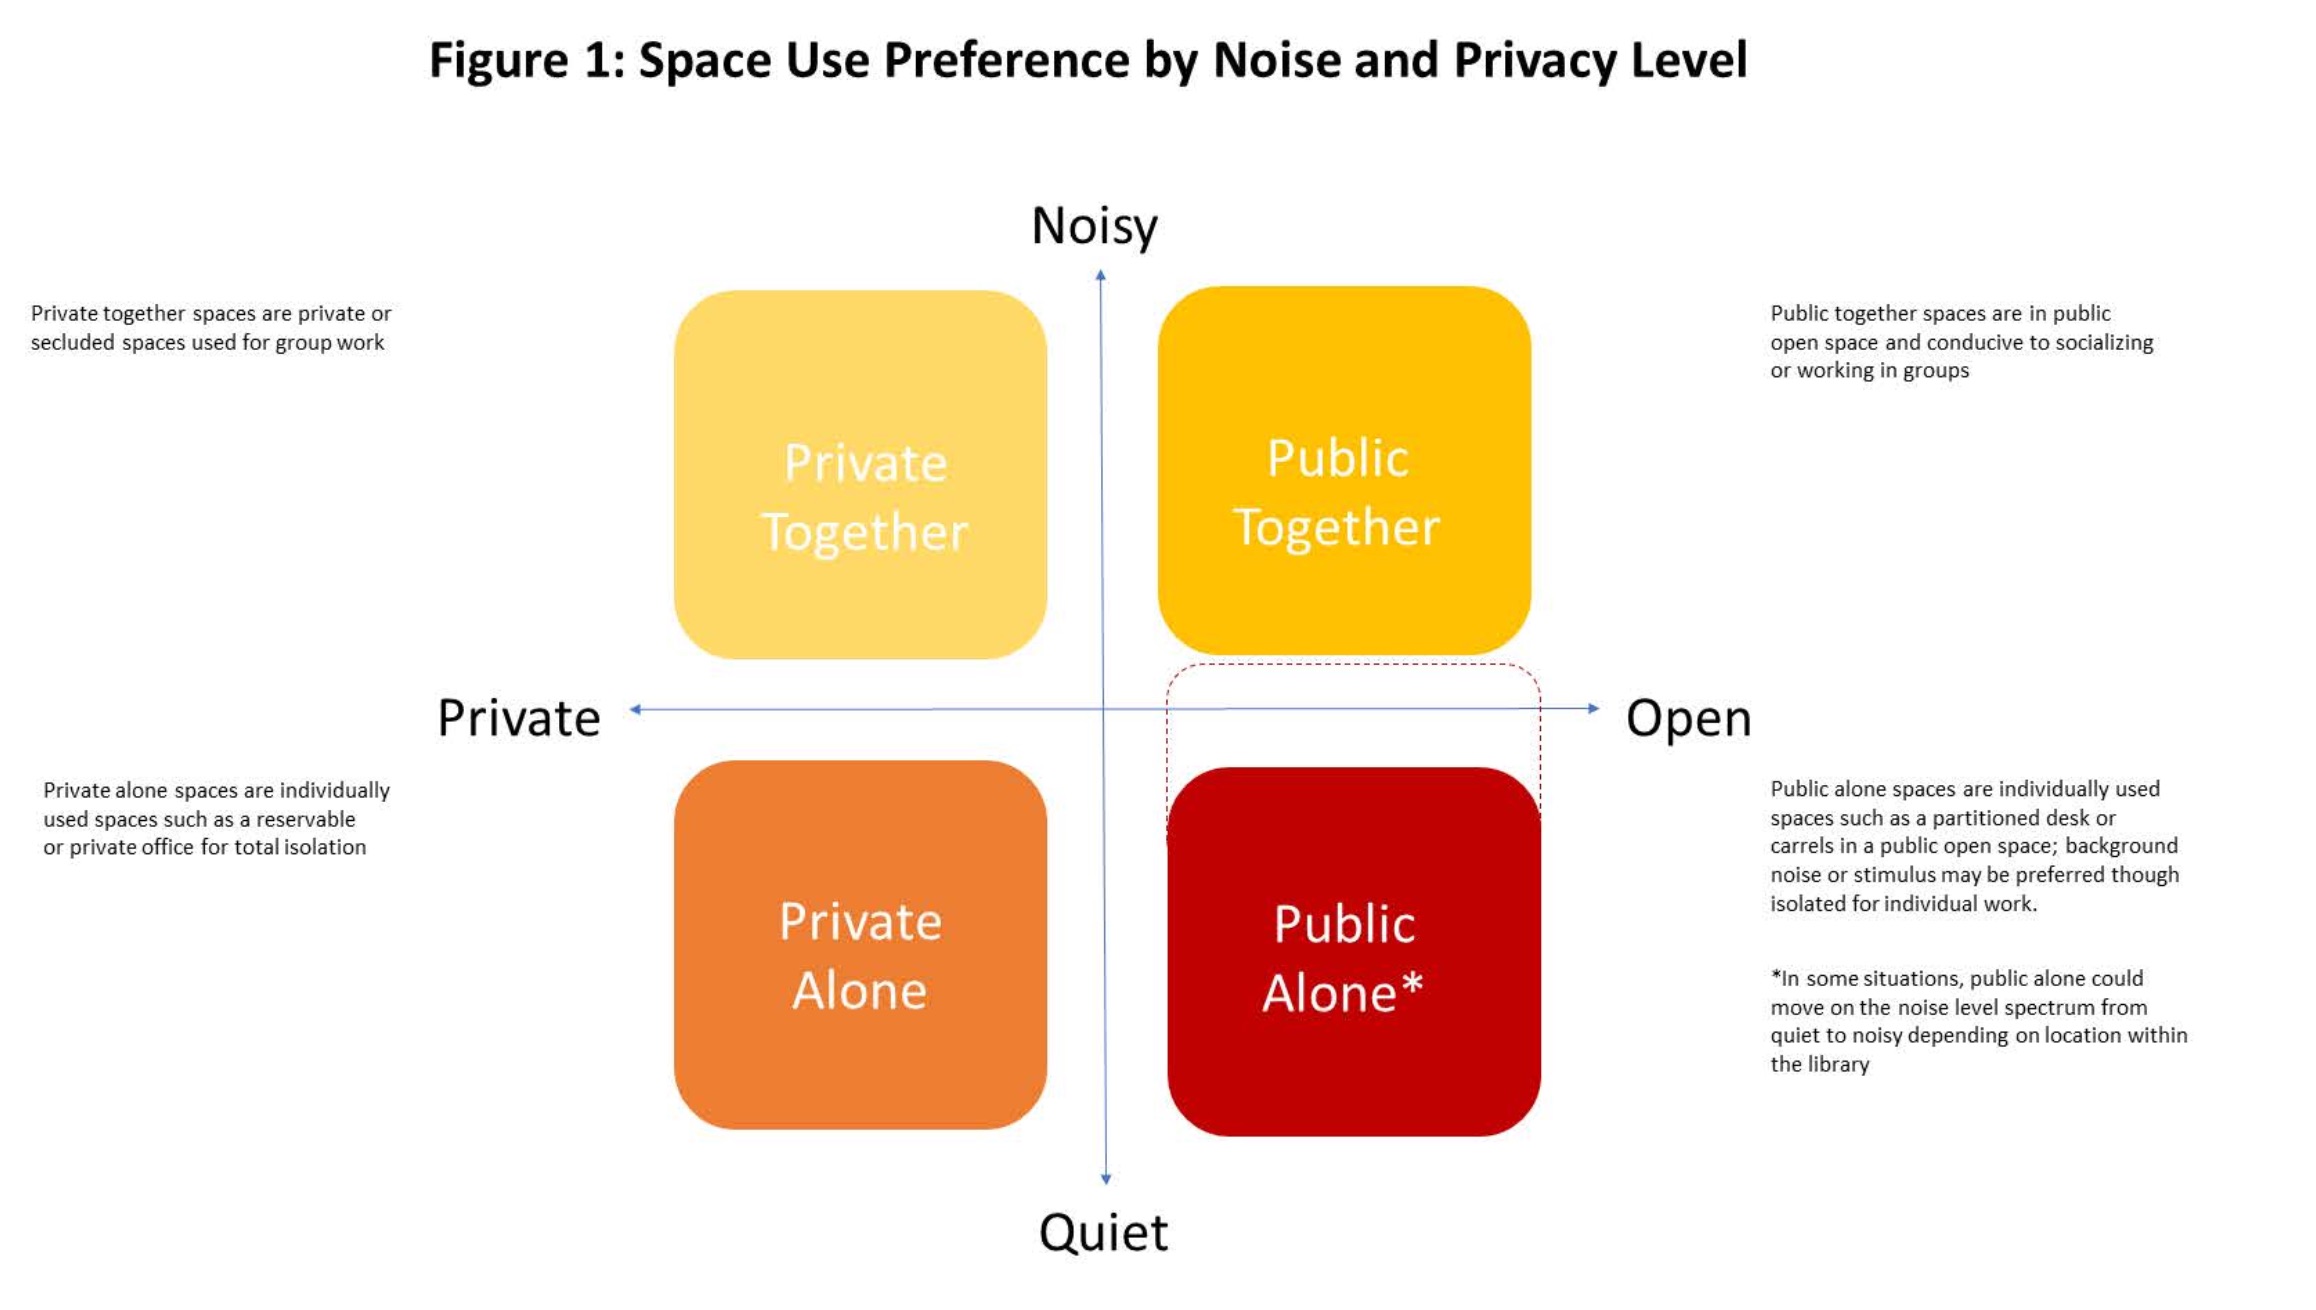 Figure 1: Space Use Preference by Noise and Privacy Level
Noisy
Private together spaces are private or
secluded spaces used for group work
Private
Together
Public
Together
Public together spaces are in public
open space and conducive to socializing
or working in groups
Private
Open
Private alone spaces are individually
used spaces such as a reservable
or private office for total isolation
Private
Alone
Public
Alone*
Public alone spaces are individually used
spaces such as a partitioned desk or
carrels in a public open space; background
noise or stimulus may be preferred though
isolated for individual work.
*In some situations, public alone could
move on the noise level spectrum from
quiet to noisy depending on location within
the library
Quiet